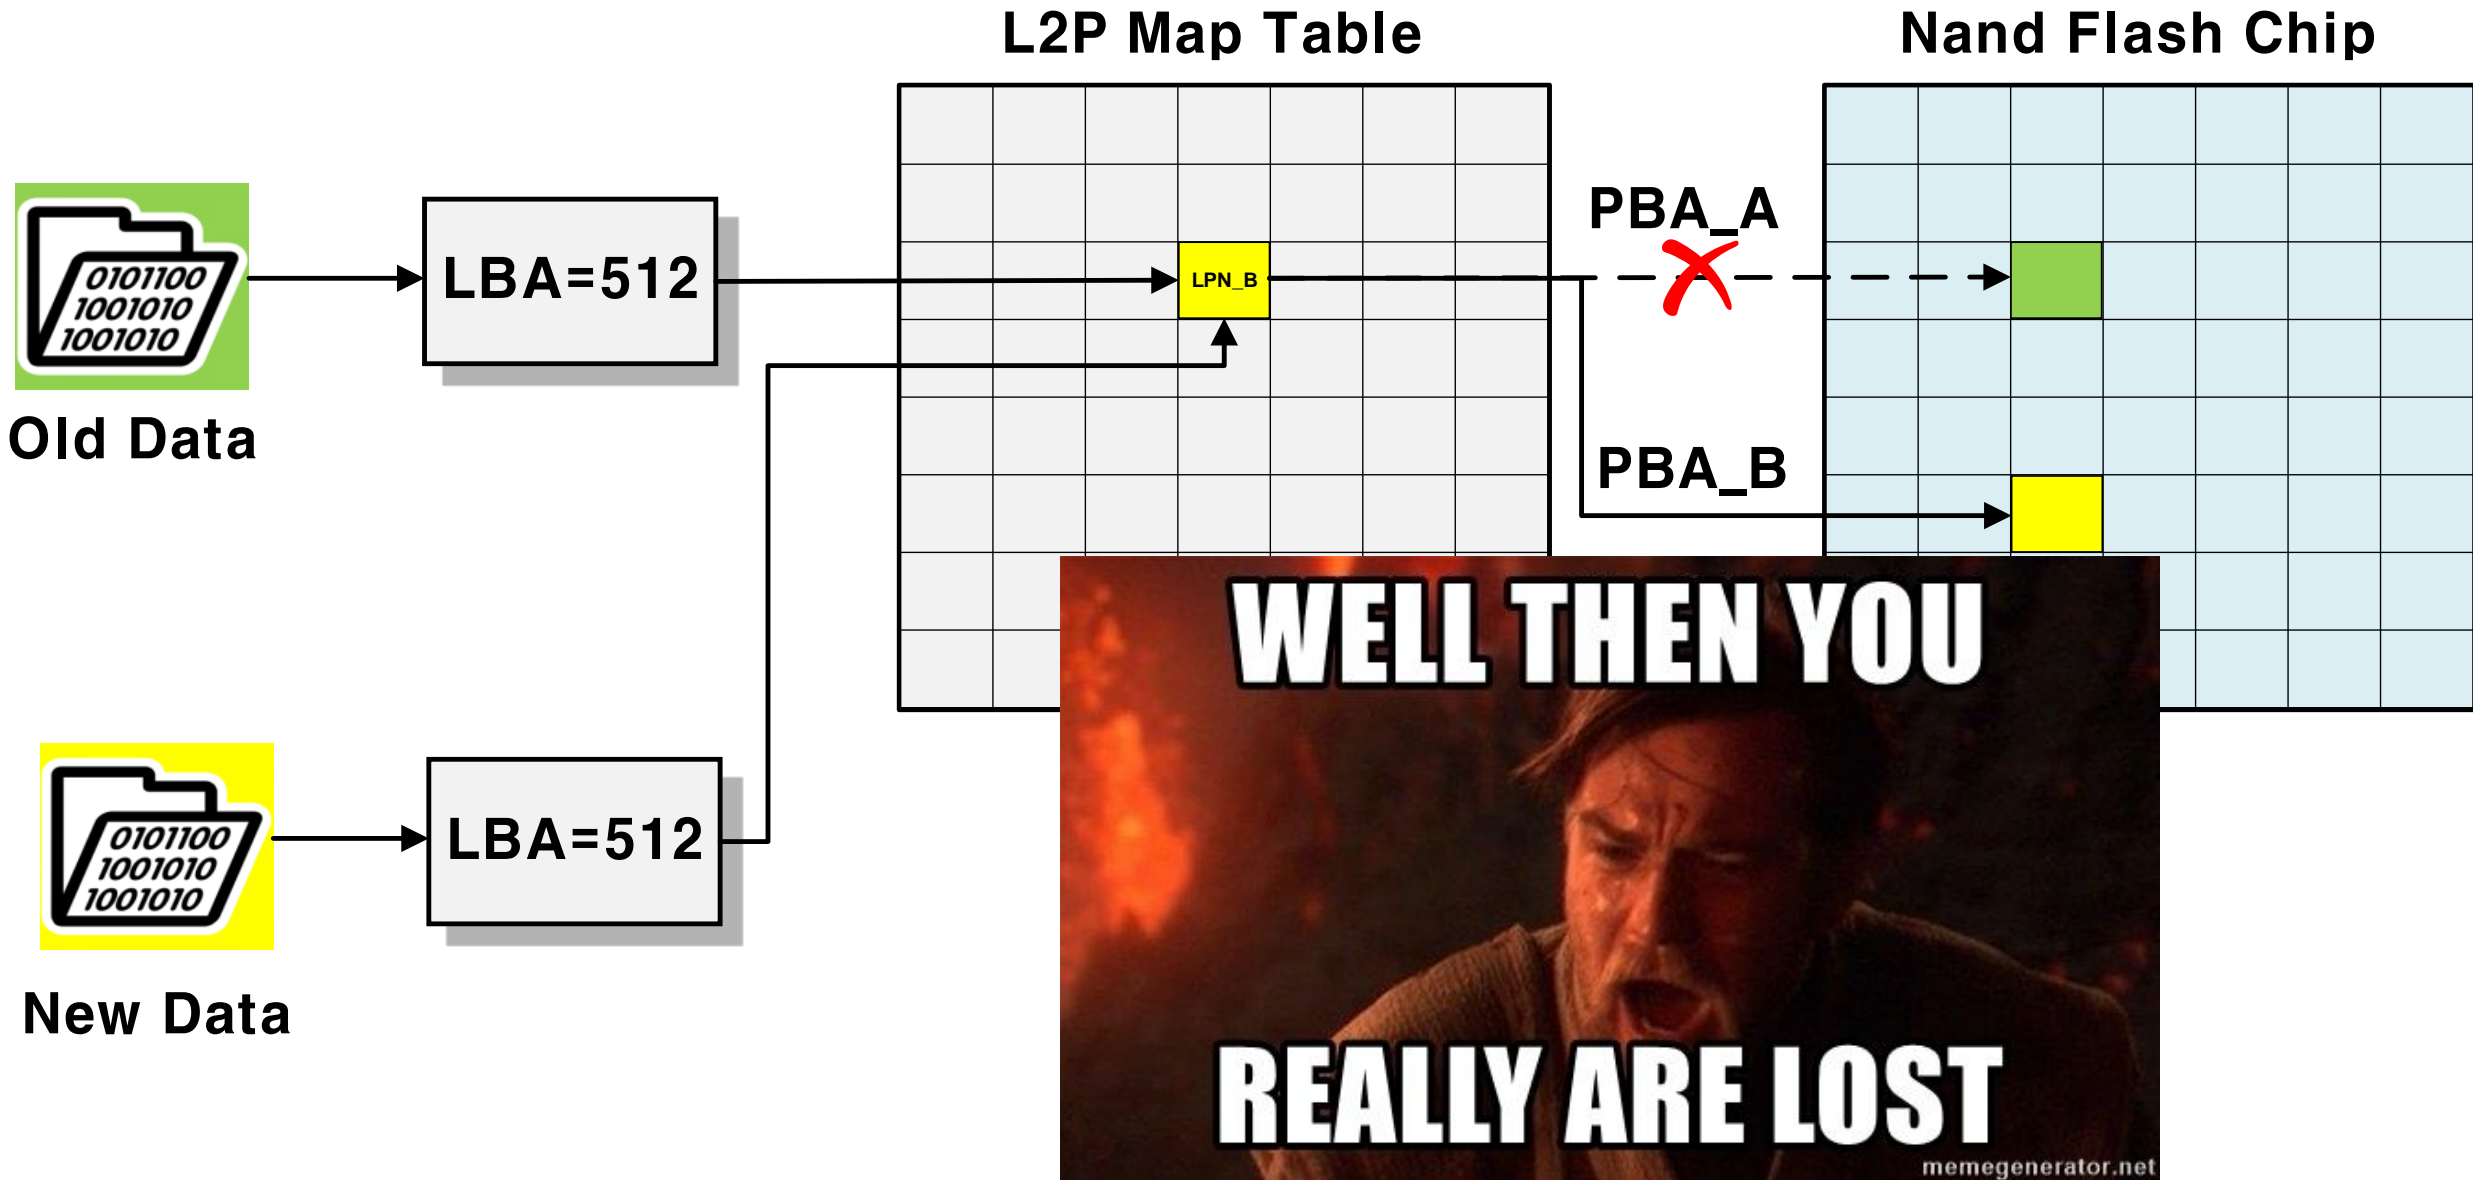 L2P Map Table
Nand Flash Chip
PBA_A
0101100
1001010
1001010
LBA=512
LPN_B
Old Data
PBA_B
WELL THEN YOU
0101100
1001010
1001010
LBA=512
New Data
REALLY ARE LOST
memegenerator.net